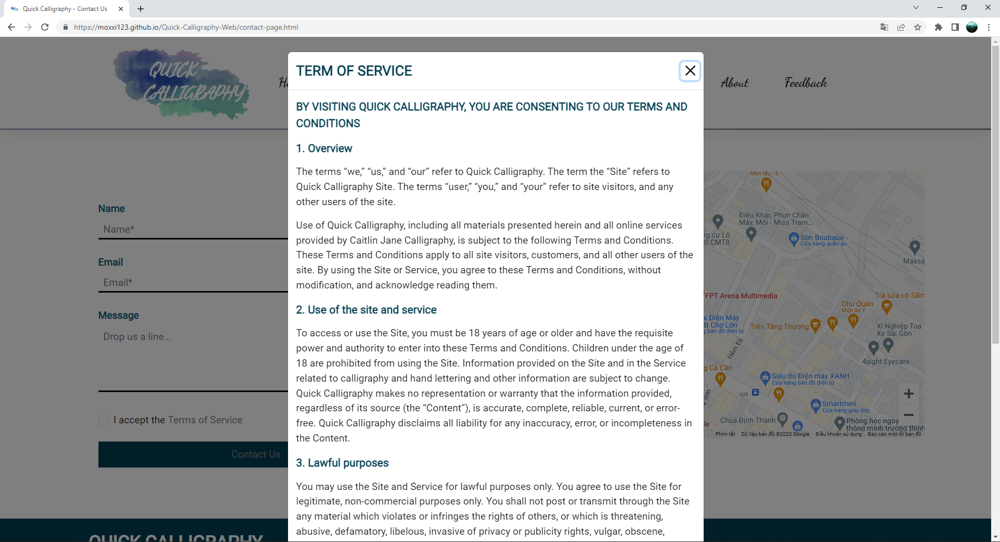 Quick Calligraphy - Contact Us
https://moxxi123.github.io/Quick-Calligraphy-Web/contact-page.html
QUICK
CALLIGRAPHY
About
Feedback
TERM OF SERVICE
BY VISITING QUICK CALLIGRAPHY, YOU ARE CONSENTING TO OUR TERMS AND
CONDITIONS
1. Overview
The terms “we,” “us,” and “our” refer to Quick Calligraphy. The term the “Site” refers to
Quick Calligraphy Site. The terms “user,” “you,” and “your” refer to site visitors, and any
other users of the site.
Use of Quick Calligraphy, including all materials presented herein and all online services
provided by Caitlin Jane Calligraphy, is subject to the following Terms and Conditions.
These Terms and Conditions apply to all site visitors, customers, and all other users of the
site. By using the Site or Service, you agree to these Terms and Conditions, without
modification, and acknowledge reading them.
2. Use of the site and service
To access or use the Site, you must be 18 years of age or older and have the requisite
power and authority to enter into these Terms and Conditions. Children under the age of
18 are prohibited from using the Site. Information provided on the Site and in the Service
related to calligraphy and hand lettering and other information are subject to change.
Quick Calligraphy makes no representation or warranty that the information provided,
regardless of its source (the “Content”), is accurate, complete, reliable, current, or error-
free. Quick Calligraphy disclaims all liability for any inaccuracy, error, or incompleteness in
the Content.
3. Lawful purposes
You may use the Site and Service for lawful purposes only. You agree to use the Site for
legitimate, non-commercial purposes only. You shall not post or transmit through the Site
any material which violates or infringes the rights of others, or which is threatening,
abusive, defamatory, libelous, invasive of privacy or publicity rights, vulgar, obscene,
Name
Name*
Email
Email*
Message
Drop us a line...
I accept the Terms of Service
Contact Us
Món lẩu • S
Điêu Khắc Phun Chân
Mày, Môi - Miss Tram...
ng cư Lô
0 CMT8
Sờn Boutique
Cửa hàng quần áo
Massa
FPT Arena Multimedia
Trà sữa cô Sấm
Oliu Quán
Món ăn Ý
hi Điện Máy
ất Chợ Lớn
g bán đồ điện tử
Trên Tầng Thượng
Xí Nghiệp Toa
Xe Sài Gòn
Hẻm E6
4sight Eyecare
g Cả Cần
Siêu thị Điện máy XANH
Cửa hàng bán đồ điện tử
629
Smartmen
Cửa hàng giày dép
Chùa Định Thành
Phòng học ngoạ
thông minh trường thinh
Phím tắt
Dữ liệu bản đồ ©2023 Google
Điều khoản sử dụng
Báo cáo một lỗi bản đồ
QUICK CALLIGRAPHY